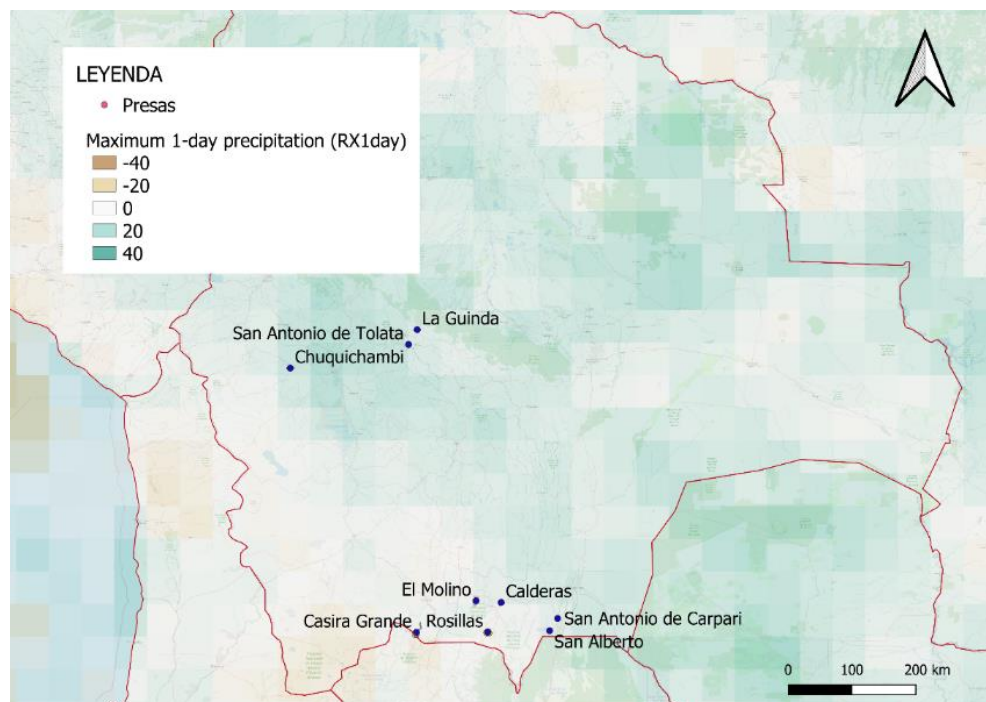 LEYENDA
Presas
Maximum 1-day precipitation (RX1day)
-40
-20
0
20
40
La Guinda
San Antonio de Tolata
Chuquichambi
El Molino
Calderas
Casira Grande
Rosillas
San Antonio de Carpari
San Alberto
0 100 200 km